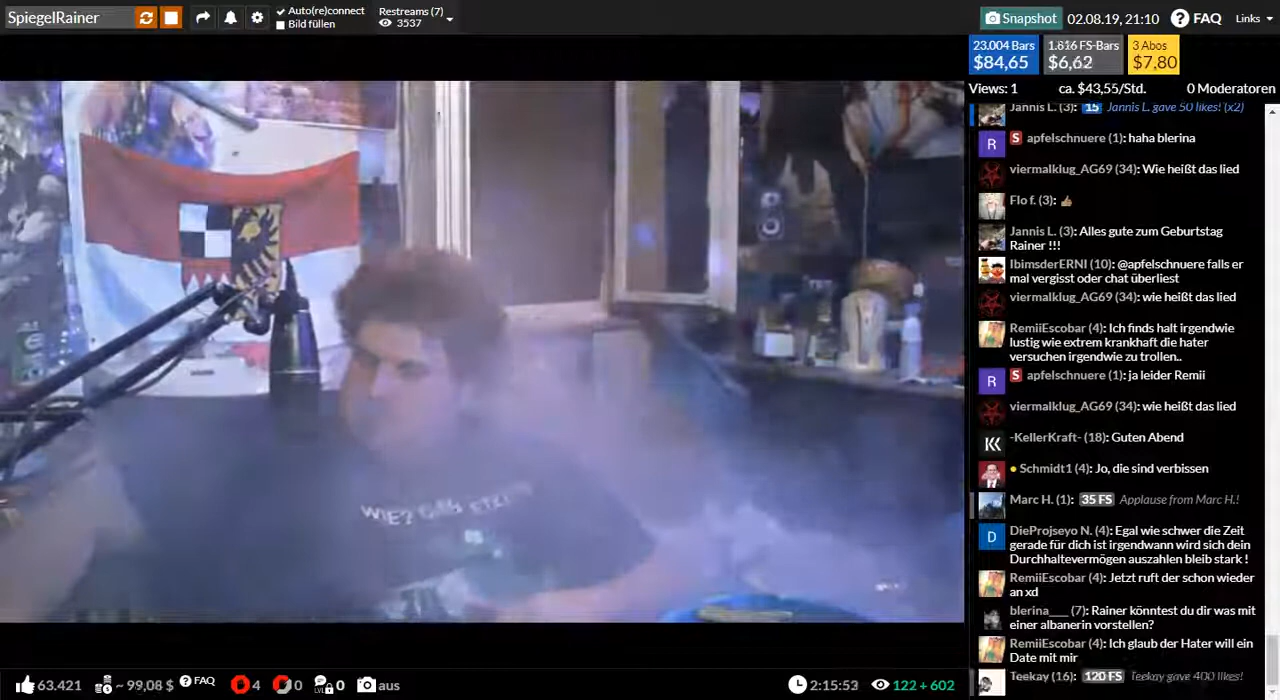 SpiegelRainer
Auto(re)connect
Bild füllen
Restreams (7)
3537
Snapshot
02.08.19, 21:10
FAQ
Links
23.004 Bars
$84,65
1.816 FS-Bars
$6,62
3 Abos
$7,80
Views: 1
ca. $43,55/Std.
0 Moderatoren
Jannis L. (3): 15 Jannis L. gave 50 likes! (x2)
R
S apfelschnuere (1): haha blerina
viermalklug_AG69 (34): Wie heißt das lied
Flo f. (3): 👍
Jannis L. (3): Alles gute zum Geburtstag
Rainer !!!
IbimsderERNI (10): @apfelschnuere falls er
mal vergisst oder chat überliest
viermalklug_AG69 (34): wie heißt das lied
RemiiEscobar (4): Ich finds halt irgendwie
lustig wie extrem krankhaft die hater
versuchen irgendwie zu trollen..
R
S apfelschnuere (1): ja leider Remii
viermalklug_AG69 (34): wie heißt das lied
-KellerKraft- (18): Guten Abend
Schmidt1 (4): Jo, die sind verbissen
Marc H. (1): 35 FS Applause from Marc H.!
D
DieProjseyo N. (4): Egal wie schwer die Zeit
gerade für dich ist irgendwann wird sich dein
Durchhaltevermögen auszahlen bleib stark !
RemiiEscobar (4): Jetzt ruft der schon wieder
an xd
blerina___ (7): Rainer könntest du dir was mit
einer albanerin vorstellen?
RemiiEscobar (4): Ich glaub der Hater will ein
Date mit mir
Teekay (16): 120 FS Teekay gave 400 likes!
WIE?
63.421
~ 99,08 $
FAQ
4
0
LVL
0
aus
2:15:53
122 + 602